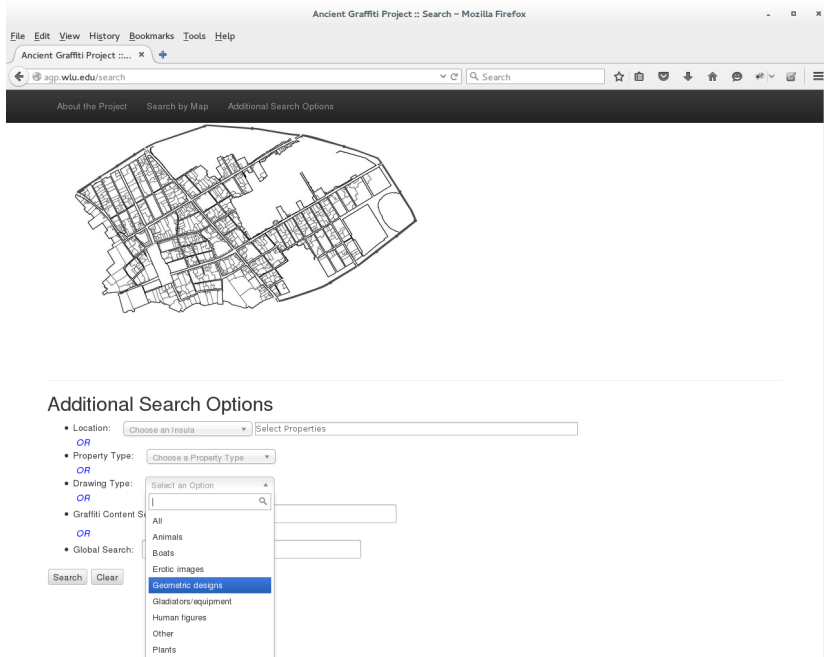 Ancient Graffiti Project :: Search – Mozilla Firefox
File Edit View History Bookmarks Tools Help
Ancient Graffiti Project ::...
agp.wlu.edu/search
Search
About the Project Search by Map Additional Search Options
Additional Search Options
Location: Choose an Insula Select Properties
OR
Property Type: Choose a Property Type
OR
Drawing Type: Select an Option
OR
Graffiti Content S
All
Animals
OR
Global Search:
Boats
Erotic images
Search Clear
Geometric designs
Gladiators/equipment
Human figures
Other
Plants